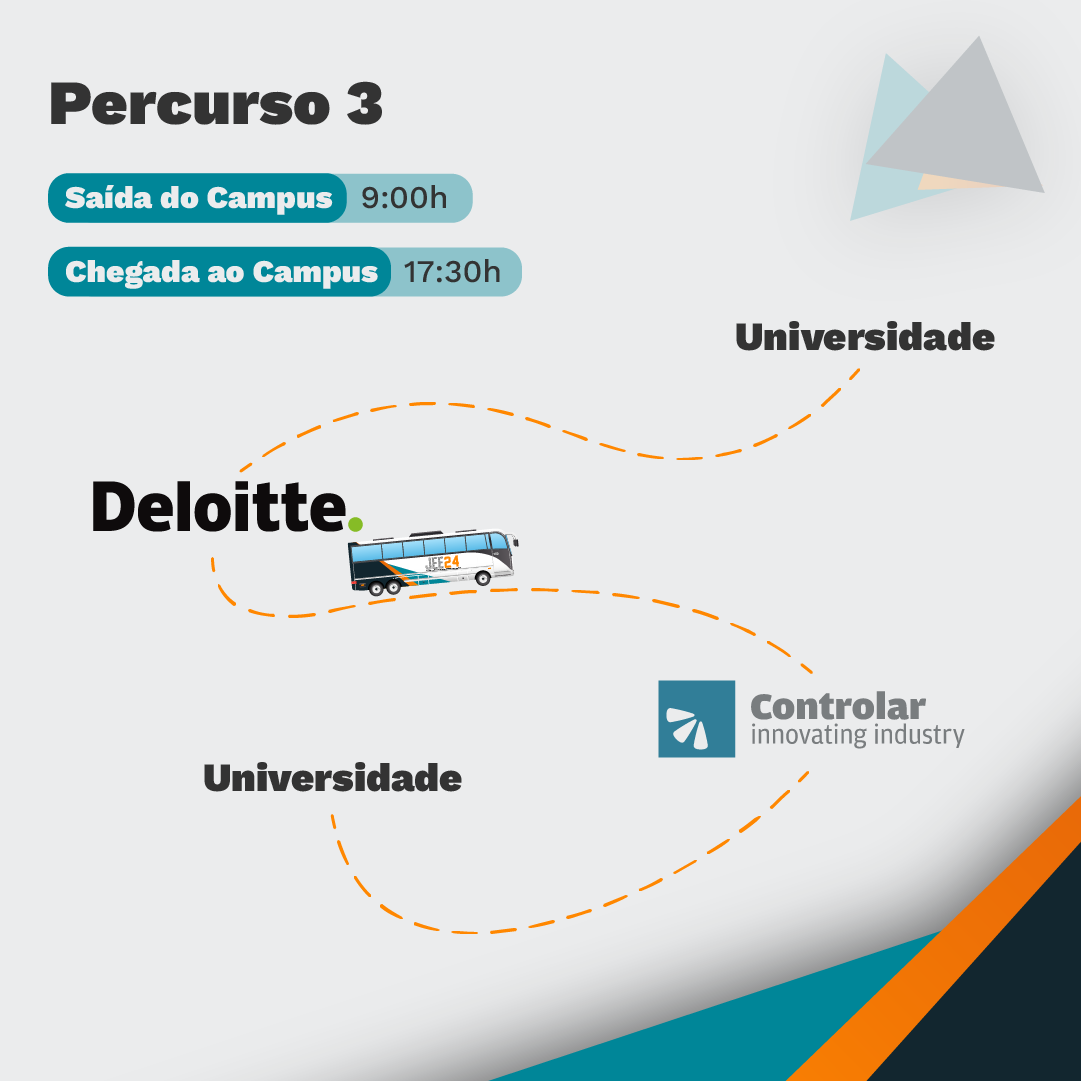 Percurso 3
Saída do Campus 9:00h
Chegada ao Campus 17:30h
Universidade
Deloitte.
JEE24
Controlar
innovating industry
Universidade